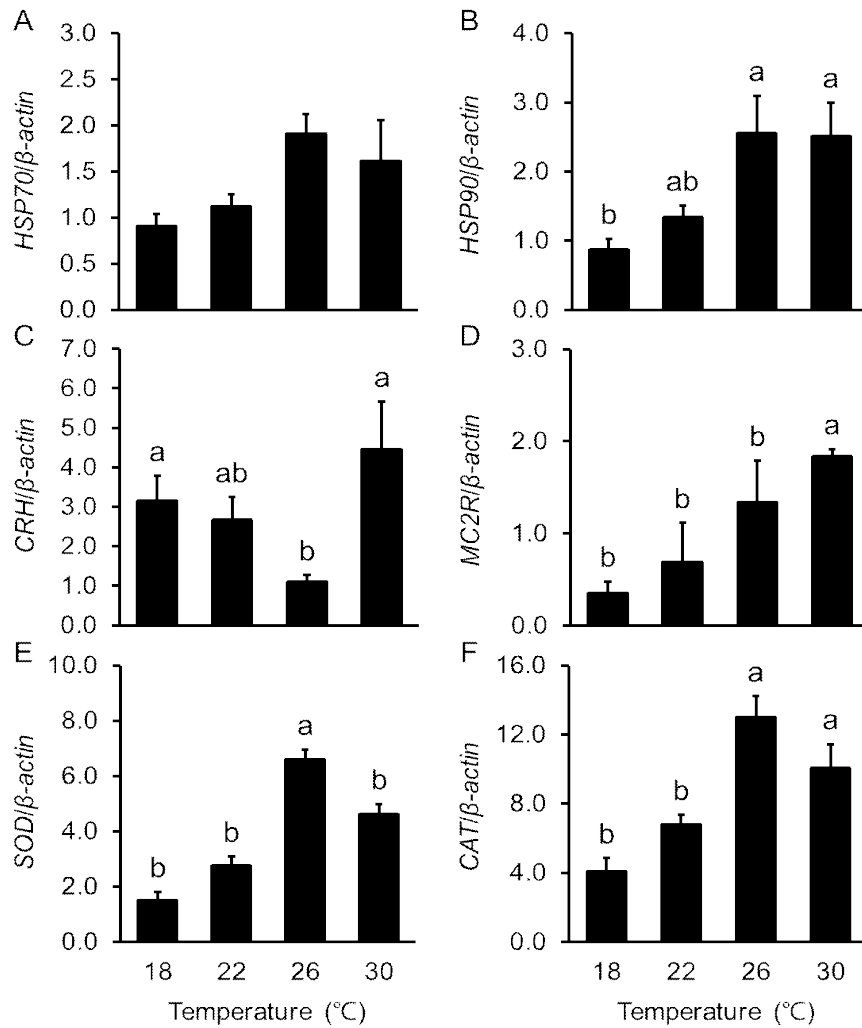 A
3.0
2.5
2.0
1.5
1.0
0.5
0.0
HSP70/β-actin
B
4.0
3.0
2.0
1.0
0.0
HSP90/β-actin
b
ab
a
a
C
7.0
6.0
5.0
4.0
3.0
2.0
1.0
0.0
CRH/β-actin
a
ab
b
a
D
3.0
2.0
1.0
0.0
MC2R/β-actin
b
b
b
a
E
10.0
8.0
6.0
4.0
2.0
0.0
SOD/β-actin
b
b
a
b
18 22 26 30
Temperature (℃)
F
16.0
12.0
8.0
4.0
0.0
CAT/β-actin
b
b
a
a
18 22 26 30
Temperature (℃)